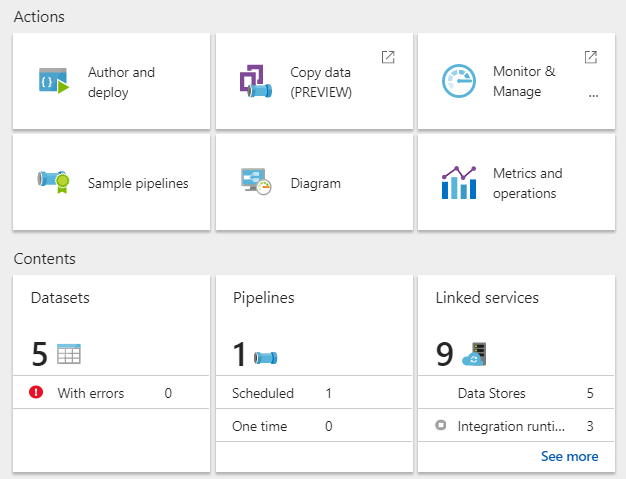 Actions
Author and
deploy
Copy data
(PREVIEW)
Monitor &
Manage
...
Sample pipelines
Diagram
Metrics and
operations
Contents
Datasets
5
With errors 0
Pipelines
1
Scheduled 1
One time 0
Linked services
9
Data Stores 5
Integration runti... 3
See more